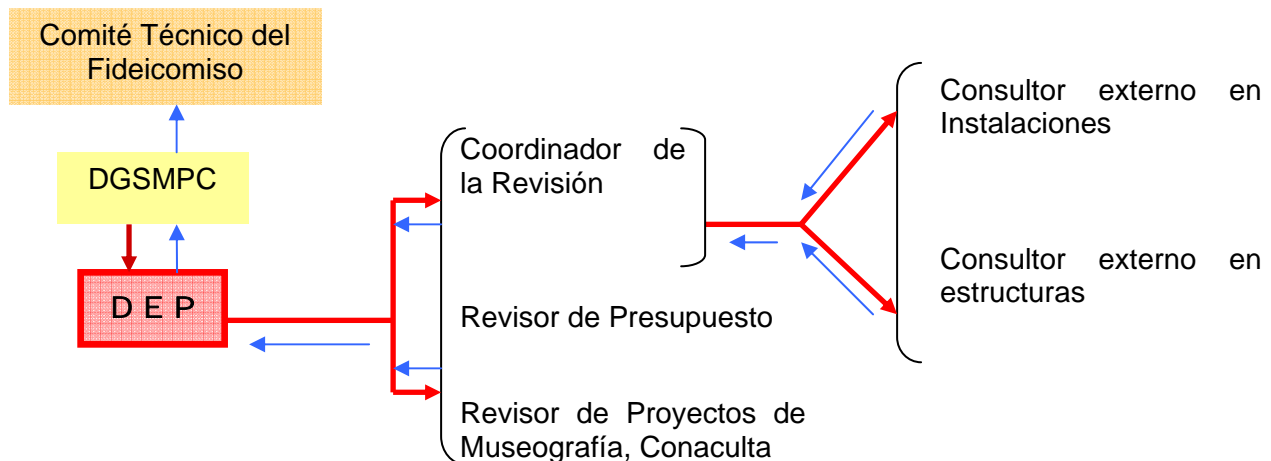 Comité Técnico del
Fideicomiso
DGSMPC
D E P
Coordinador de
la Revisión
Revisor de Presupuesto
Revisor de Proyectos de
Museografía, Conaculta
Consultor externo en
Instalaciones
Consultor externo en
estructuras